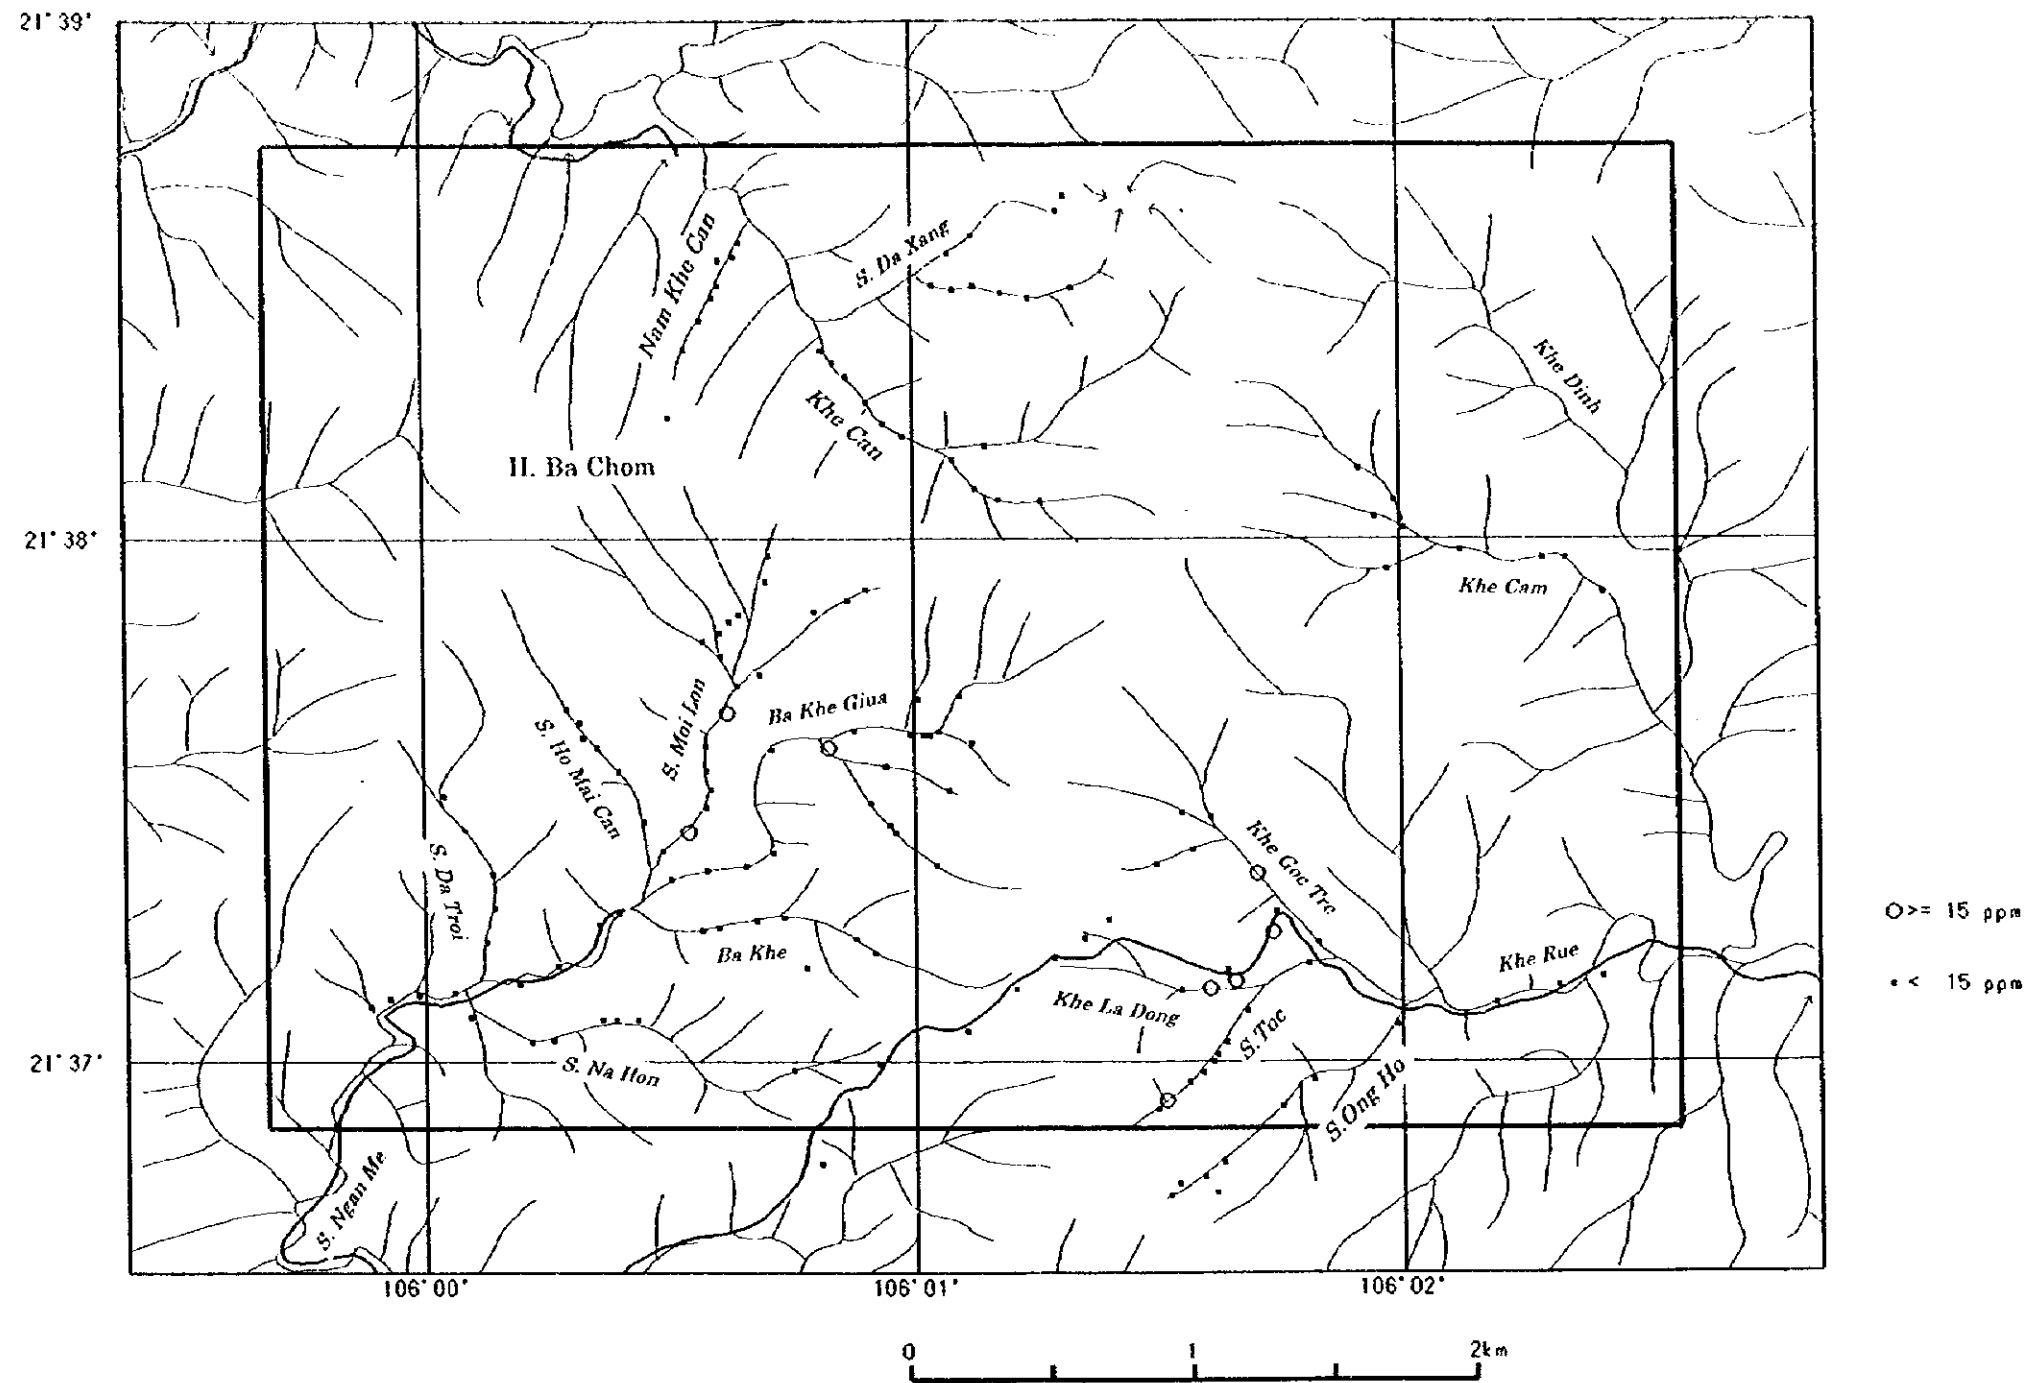 21°39'
S. Da Xang
Nam Khe Can
Khe Dinh
Khe Can
II. Ba Chom
21°38'
Khe Cam
S. Moi Lon
Ba Khe Giua
S. Ho Mai Can
Khe Goc Tre
S. Da Troi
O>= 15 ppm
Ba Khe
Khe Rue
• < 15 ppm
Khe La Dong
S. Toc
21°37'
S. Na Hon
S. Ong Ho
S. Ngan Me
106°00' 106°01' 106°02'
0 1 2km